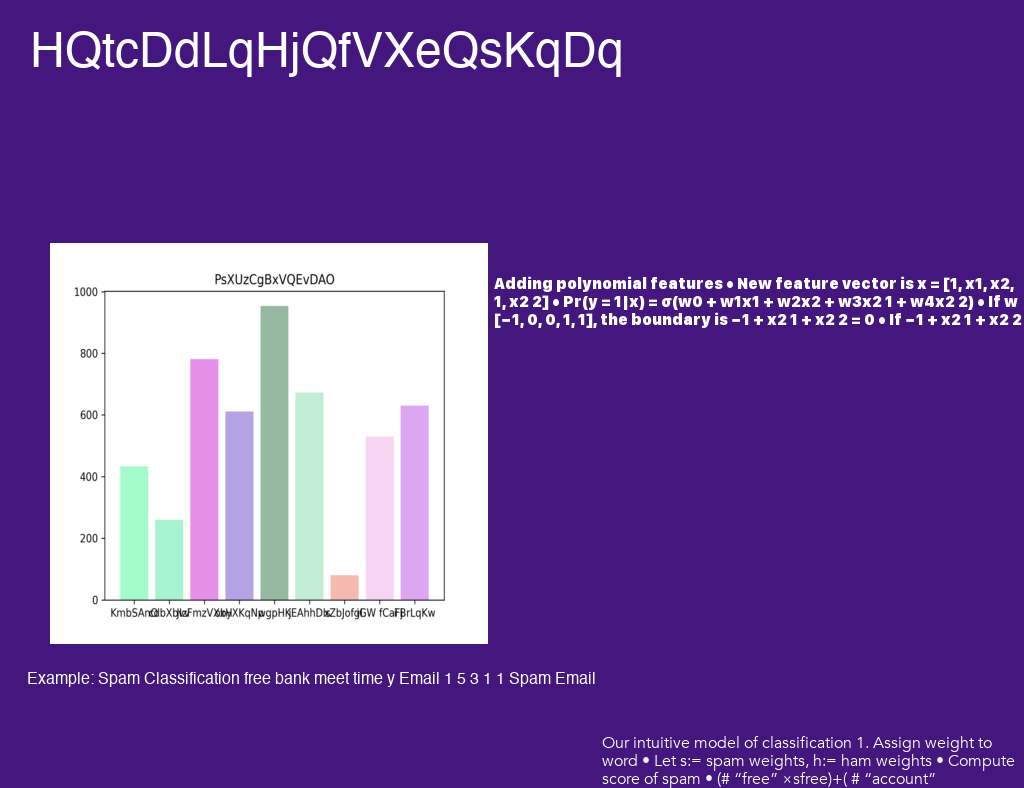 HQtcDdLqHjQfVXeQsKqDq
PsXUzCgBxVQEvDAO
1000
800
600
400
200
0
Adding polynomial features • New feature vector is x = [1, x1, x2,
1, x2 2] • Pr(y = 1|x) = σ(w0 + w1x1 + w2x2 + w3x2 1 + w4x2 2) • If w
[−1, 0, 0, 1, 1], the boundary is −1 + x2 1 + x2 2 = 0 • If −1 + x2 1 + x2 2
Example: Spam Classification free bank meet time y Email 1 5 3 1 1 Spam Email
Our intuitive model of classification 1. Assign weight to
word • Let s:= spam weights, h:= ham weights • Compute
score of spam • (# “free” ×sfree)+( # “account”